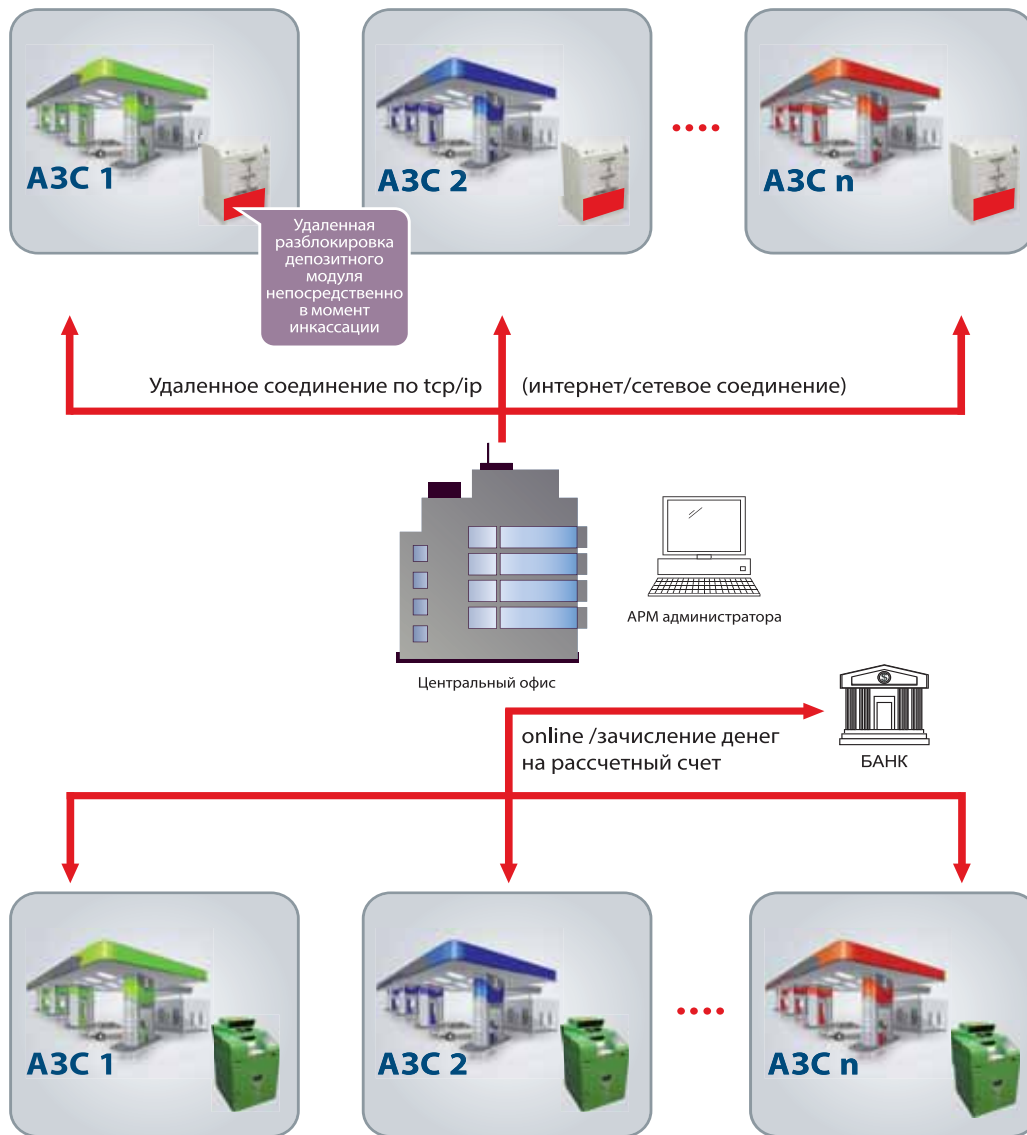 АЗС 1
АЗС 2
АЗС n
Удаленная
разблокировка
депозитного
модуля
непосредственно
в момент
инкассации
Удаленное соединение по tcp/ip
(интернет/сетевое соединение)
АРМ администратора
Центральный офис
online /зачисление денег
на рассчетный счет
БАНК
АЗС 1
АЗС 2
АЗС n